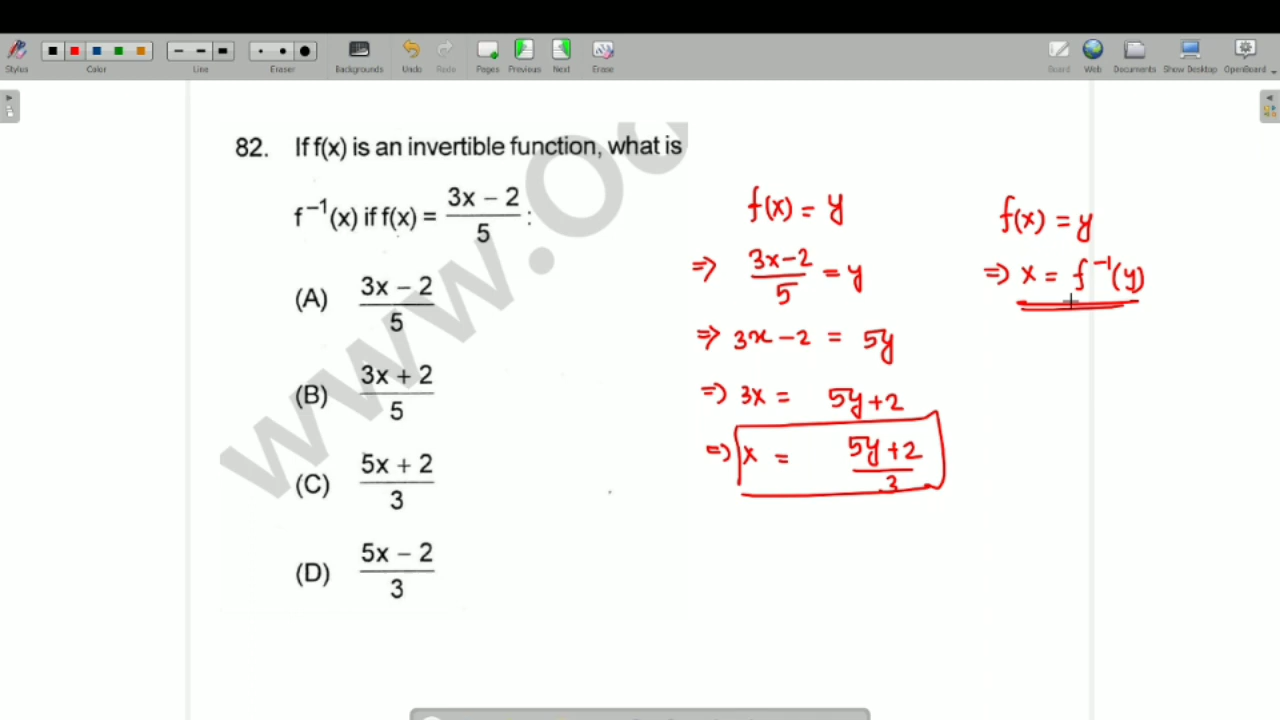 Stylus Color Line Eraser Backgrounds Undo Redo Pages Previous Next Erase Board Web Documents Show Desktop OpenBoard
82. If f(x) is an invertible function, what is
f⁻¹(x) if f(x) = (3x – 2)/5 :
(A) (3x – 2)/5
(B) (3x + 2)/5
(C) (5x + 2)/3
(D) (5x – 2)/3
f(x) = y
⇒ (3x-2)/5 = y
⇒ 3x - 2 = 5y
⇒ 3x = 5y+2
⇒ x = (5y+2)/3
f(x) = y
⇒ x = f⁻¹(y)
www.Od